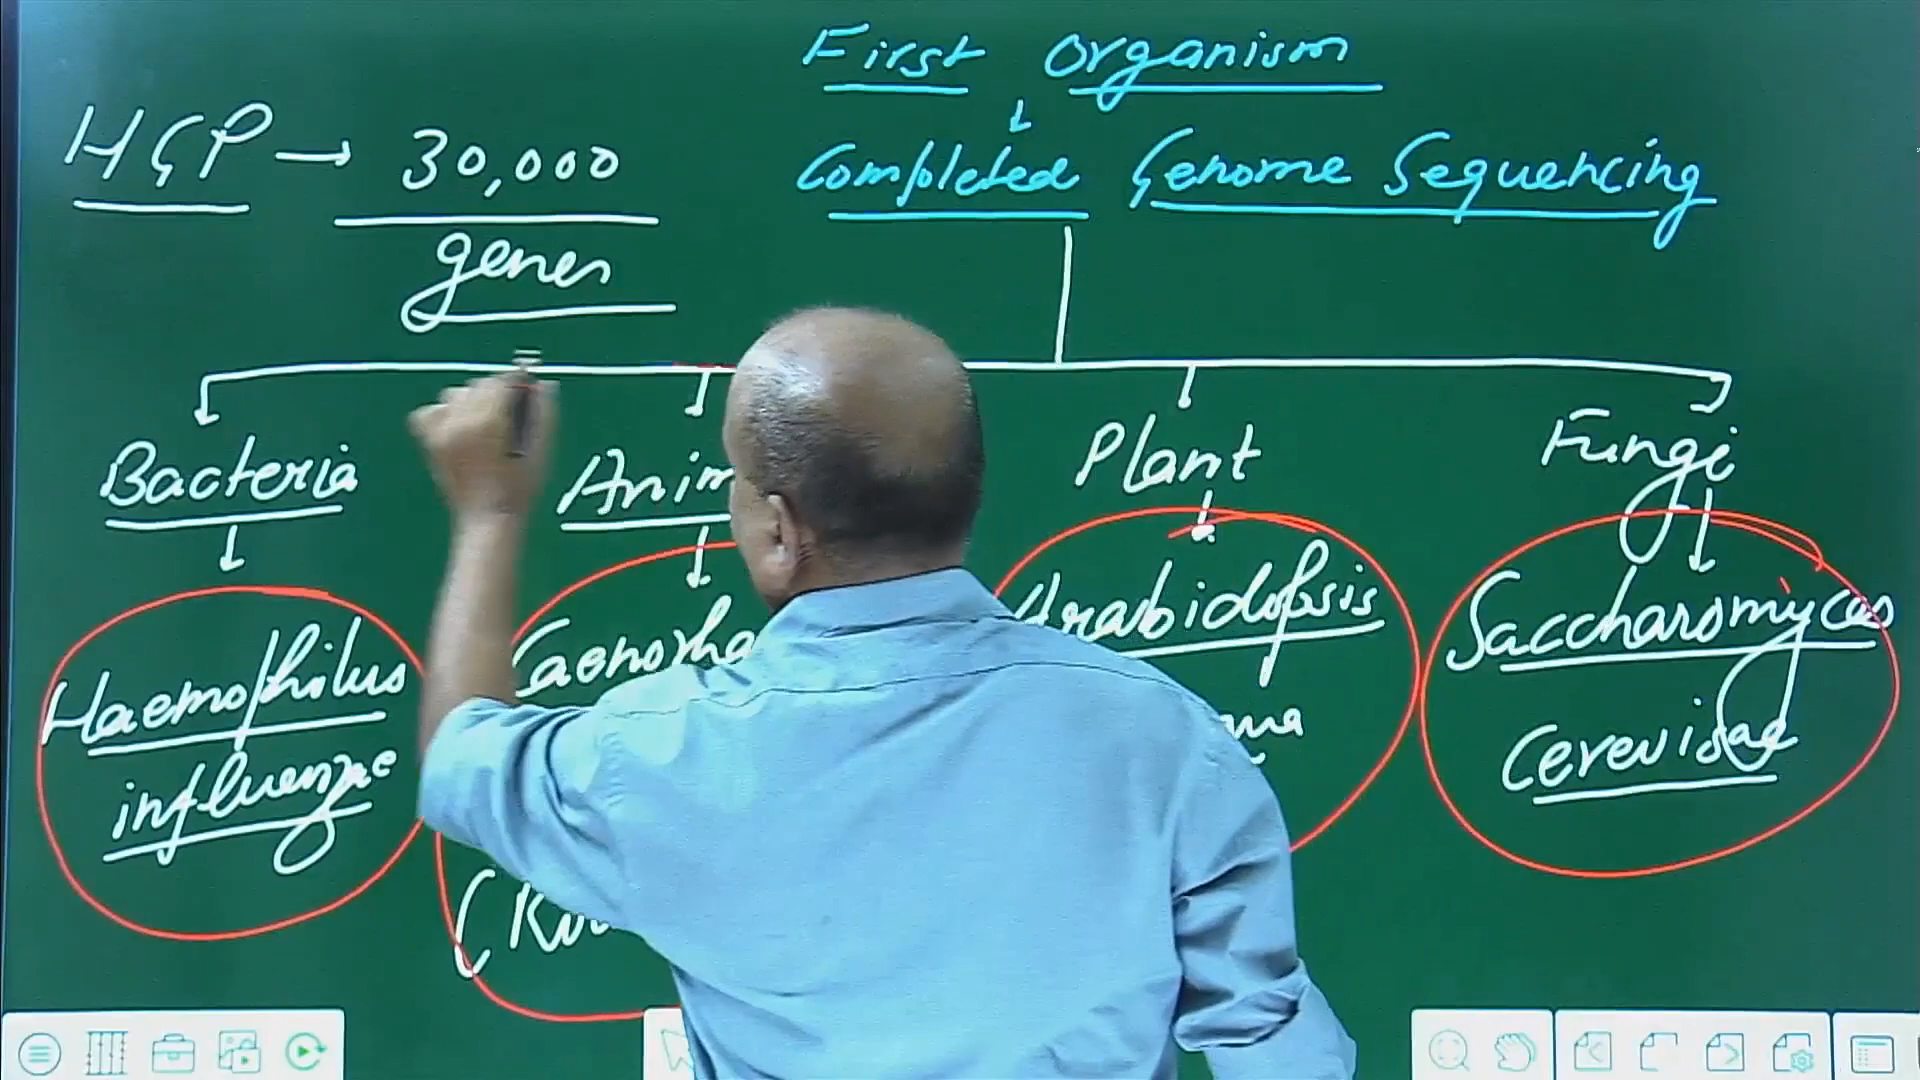 First Organism
Completed Genome Sequencing
HGP → 30,000
genes
Bacteria
Plant
Fungi
Haemophilus
influenzae
Arabidopsis
Saccharomyces
cerevisae